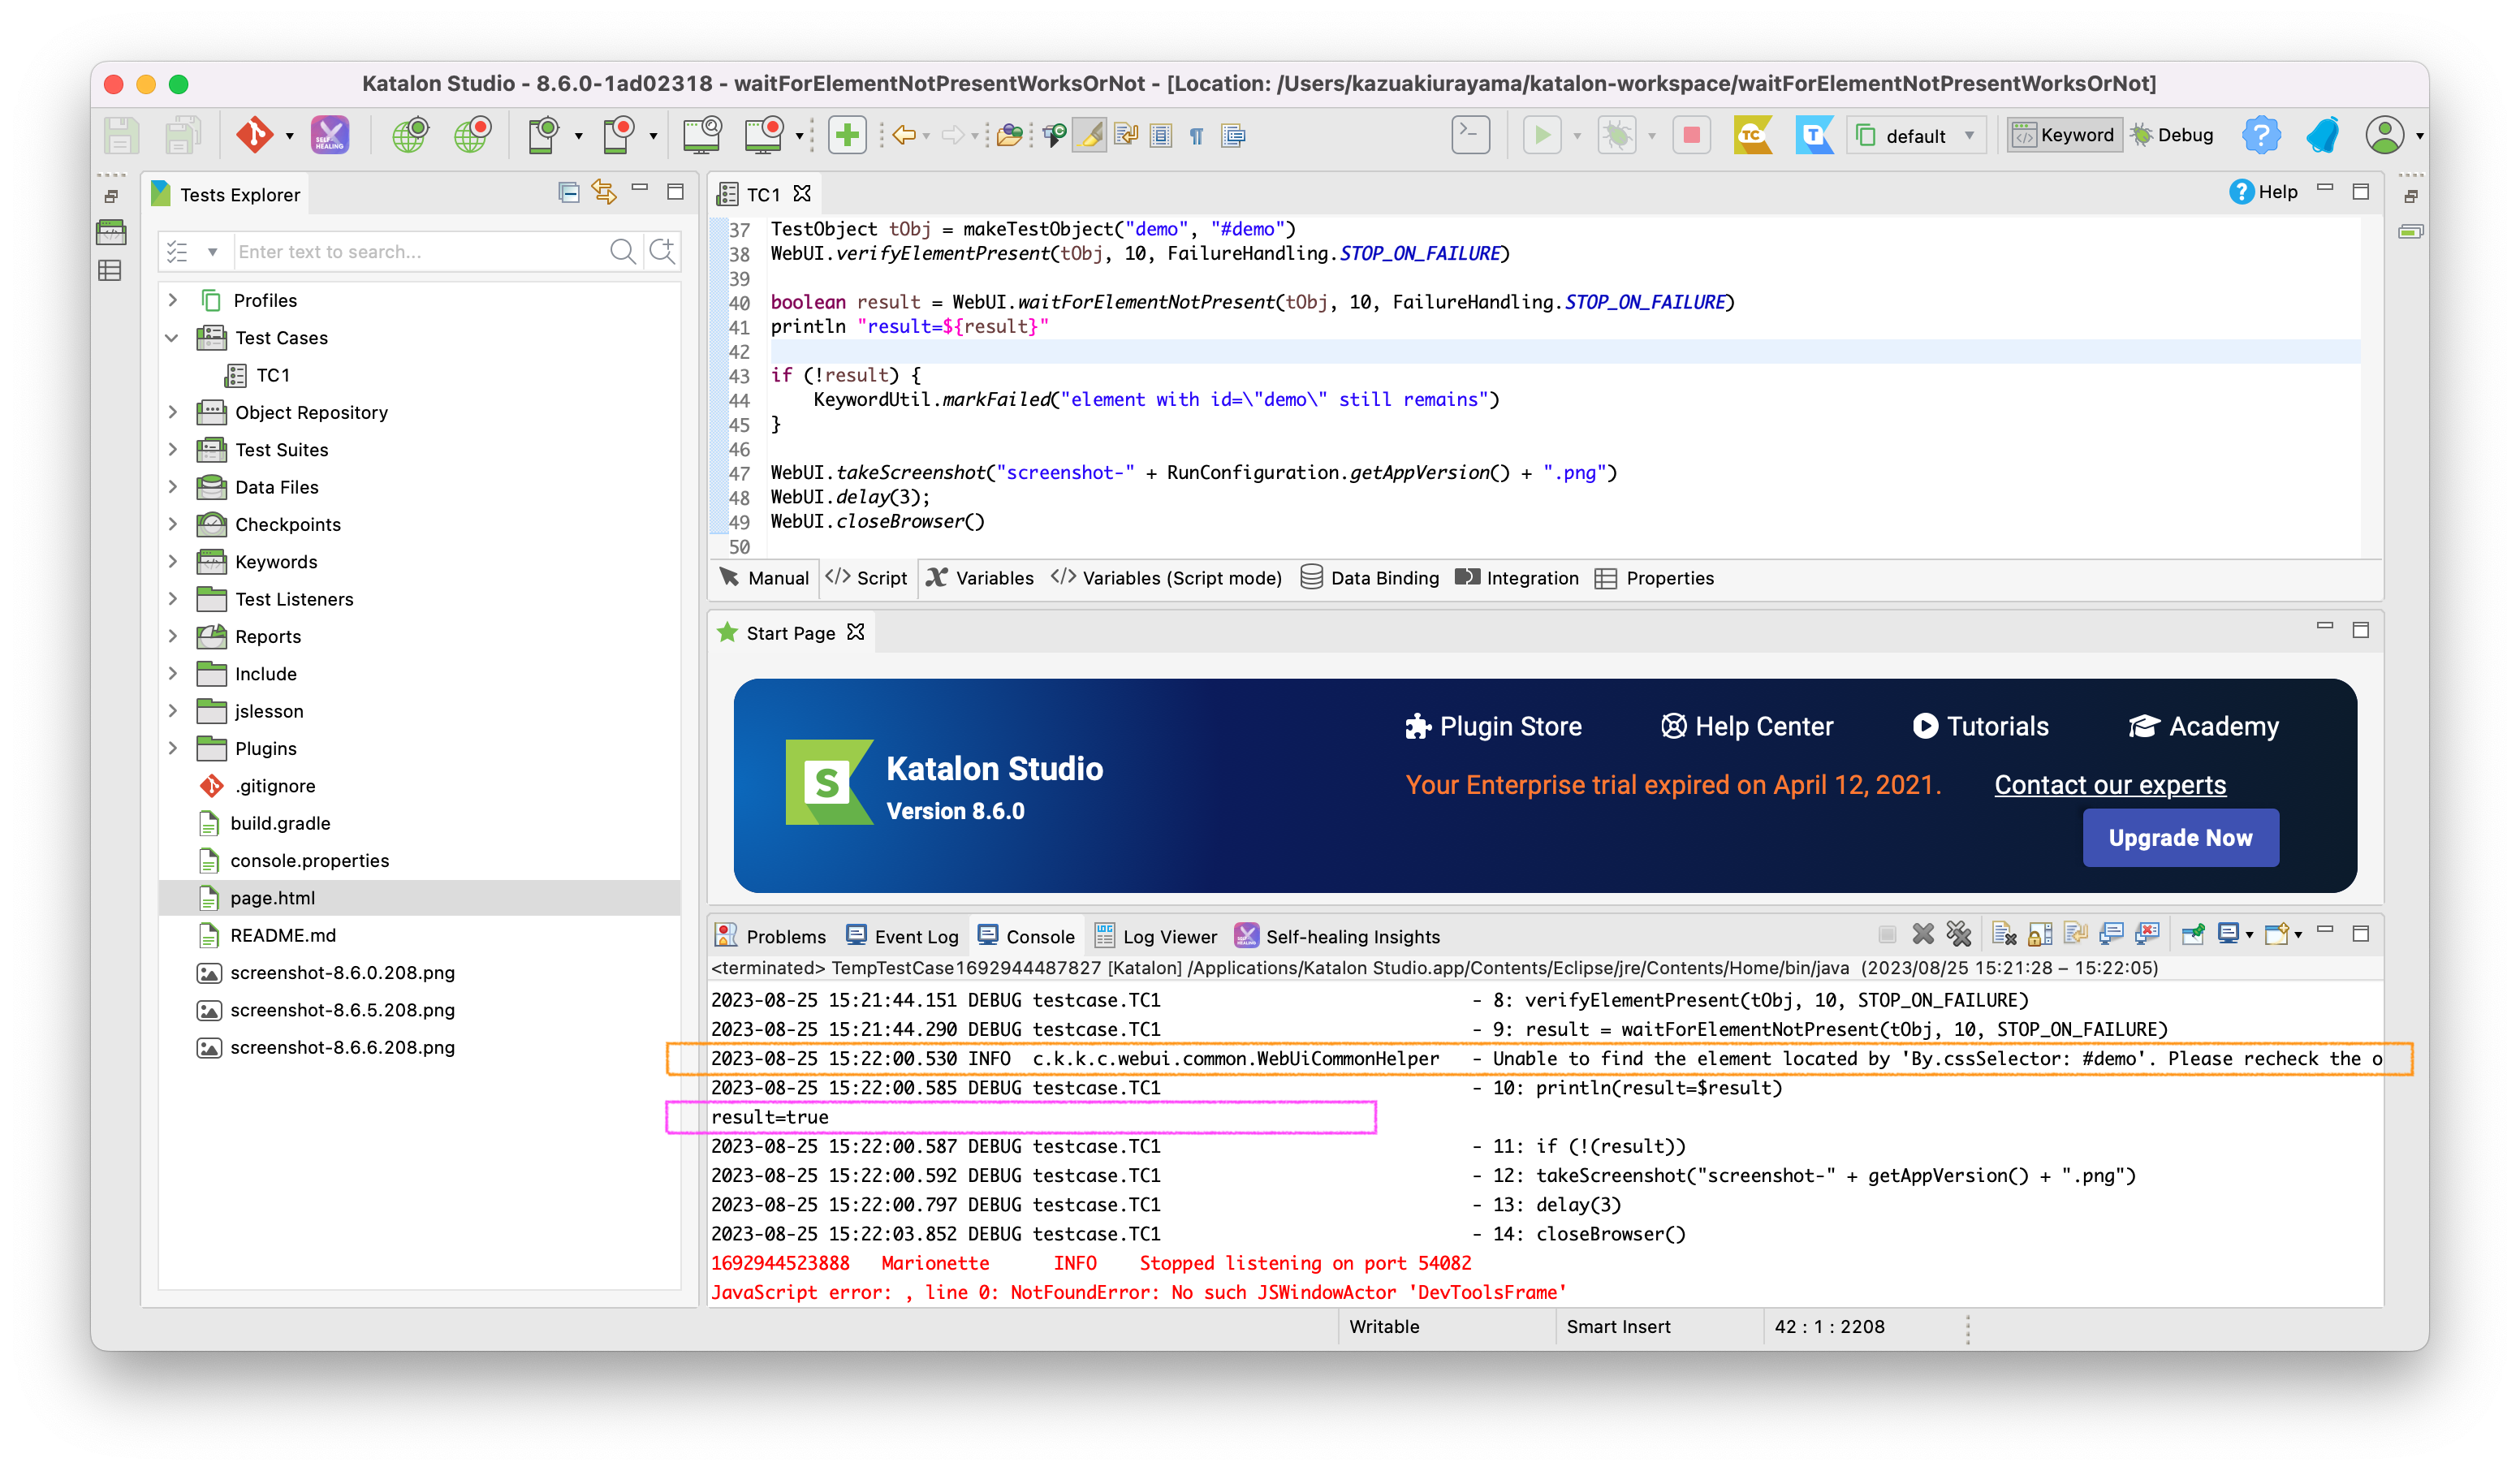 Katalon Studio - 8.6.0-1ad02318 - waitForElementNotPresentWorksOrNot - [Location: /Users/kazuakiurayama/katalon-workspace/waitForElementNotPresentWorksOrNot]
default
Keyword
Debug
Tests Explorer
Enter text to search...
Profiles
Test Cases
TC1
Object Repository
Test Suites
Data Files
Checkpoints
Keywords
Test Listeners
Reports
Include
jslesson
Plugins
.gitignore
build.gradle
console.properties
page.html
README.md
screenshot-8.6.0.208.png
screenshot-8.6.5.208.png
screenshot-8.6.6.208.png
TC1
Help
37 TestObject tObj = makeTestObject("demo", "#demo")
38 WebUI.verifyElementPresent(tObj, 10, FailureHandling.STOP_ON_FAILURE)
39
40 boolean result = WebUI.waitForElementNotPresent(tObj, 10, FailureHandling.STOP_ON_FAILURE)
41 println "result=${result}"
42
43 if (!result) {
44     KeywordUtil.markFailed("element with id=\"demo\" still remains")
45 }
46
47 WebUI.takeScreenshot("screenshot-" + RunConfiguration.getAppVersion() + ".png")
48 WebUI.delay(3);
49 WebUI.closeBrowser()
50
Manual Script Variables Variables (Script mode) Data Binding Integration Properties
Start Page
Plugin Store Help Center Tutorials Academy
Katalon Studio
Version 8.6.0
Your Enterprise trial expired on April 12, 2021. Contact our experts
Upgrade Now
Problems Event Log Console Log Viewer Self-healing Insights
<terminated> TempTestCase1692944487827 [Katalon] /Applications/Katalon Studio.app/Contents/Eclipse/jre/Contents/Home/bin/java (2023/08/25 15:21:28 – 15:22:05)
2023-08-25 15:21:44.151 DEBUG testcase.TC1 - 8: verifyElementPresent(tObj, 10, STOP_ON_FAILURE)
2023-08-25 15:21:44.290 DEBUG testcase.TC1 - 9: result = waitForElementNotPresent(tObj, 10, STOP_ON_FAILURE)
2023-08-25 15:22:00.530 INFO c.k.k.c.webui.common.WebUiCommonHelper - Unable to find the element located by 'By.cssSelector: #demo'. Please recheck the o
2023-08-25 15:22:00.585 DEBUG testcase.TC1 - 10: println(result=$result)
result=true
2023-08-25 15:22:00.587 DEBUG testcase.TC1 - 11: if (!(result))
2023-08-25 15:22:00.592 DEBUG testcase.TC1 - 12: takeScreenshot("screenshot-" + getAppVersion() + ".png")
2023-08-25 15:22:00.797 DEBUG testcase.TC1 - 13: delay(3)
2023-08-25 15:22:03.852 DEBUG testcase.TC1 - 14: closeBrowser()
1692944523888 Marionette INFO Stopped listening on port 54082
JavaScript error: , line 0: NotFoundError: No such JSWindowActor 'DevToolsFrame'
Writable Smart Insert 42 : 1 : 2208